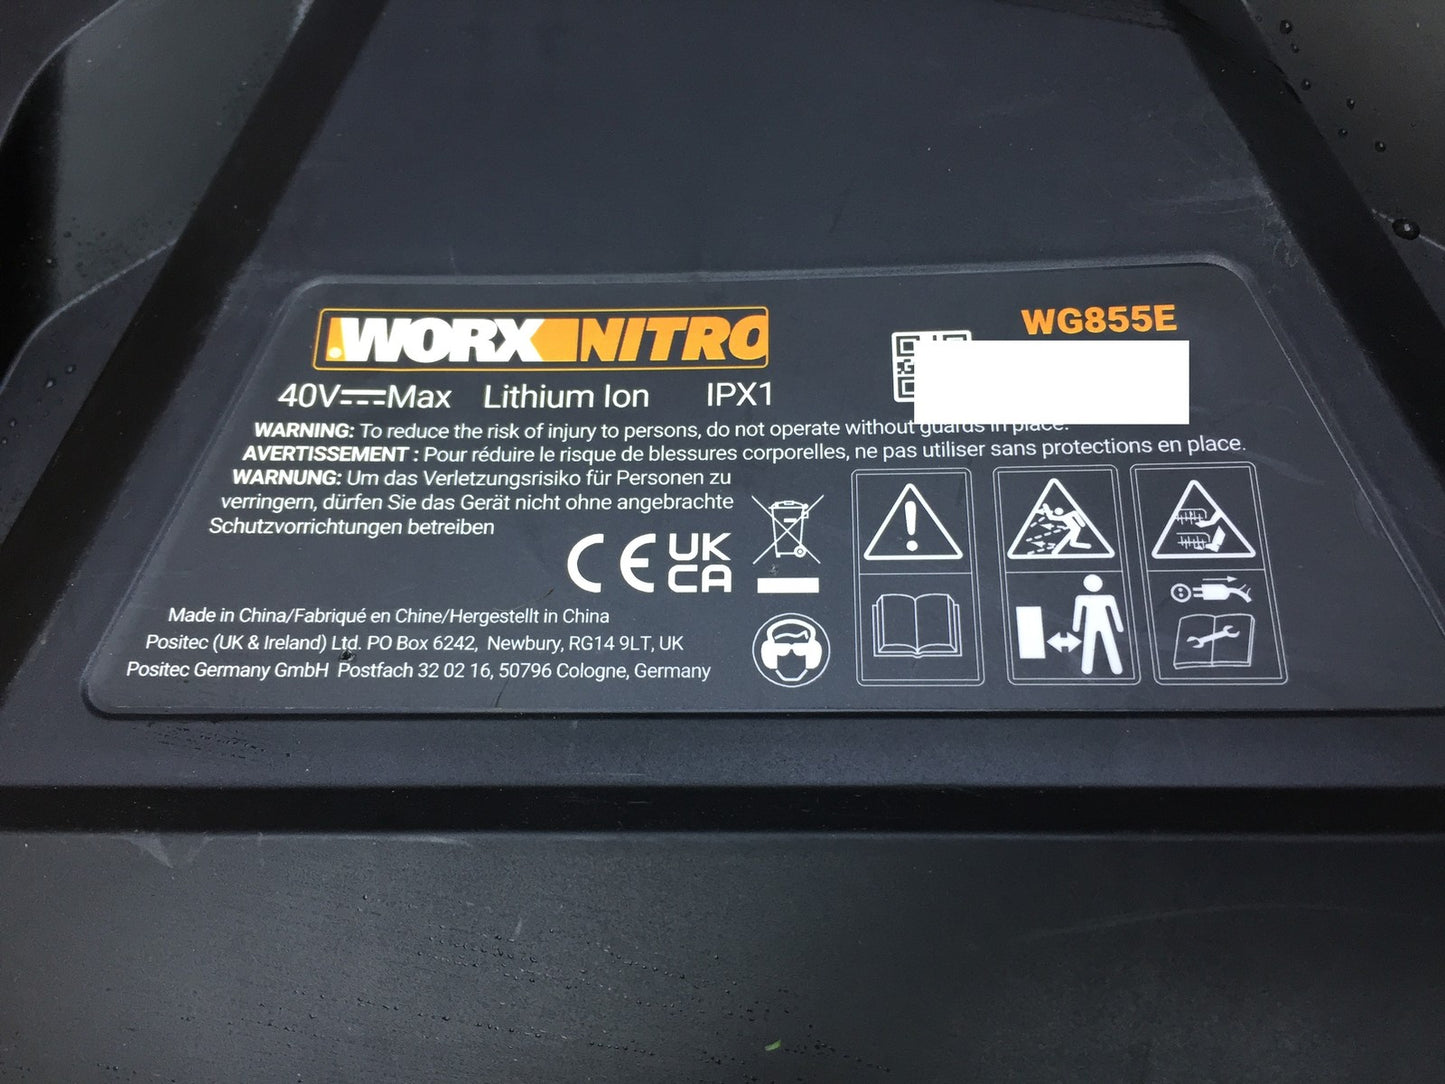 WORX NITRO
WG855E
40V Max Lithium Ion IPX1
WARNING: To reduce the risk of injury to persons, do not operate without guards in place.
AVERTISSEMENT : Pour réduire le risque de blessures corporelles, ne pas utiliser sans protections en place.
WARNUNG: Um das Verletzungsrisiko für Personen zu
verringern, dürfen Sie das Gerät nicht ohne angebrachte
Schutzvorrichtungen betreiben
CE UK
CA
Made in China/Fabriqué en Chine/Hergestellt in China
Positec (UK & Ireland) Ltd. PO Box 6242, Newbury, RG14 9LT, UK
Positec Germany GmbH Postfach 32 02 16, 50796 Cologne, Germany